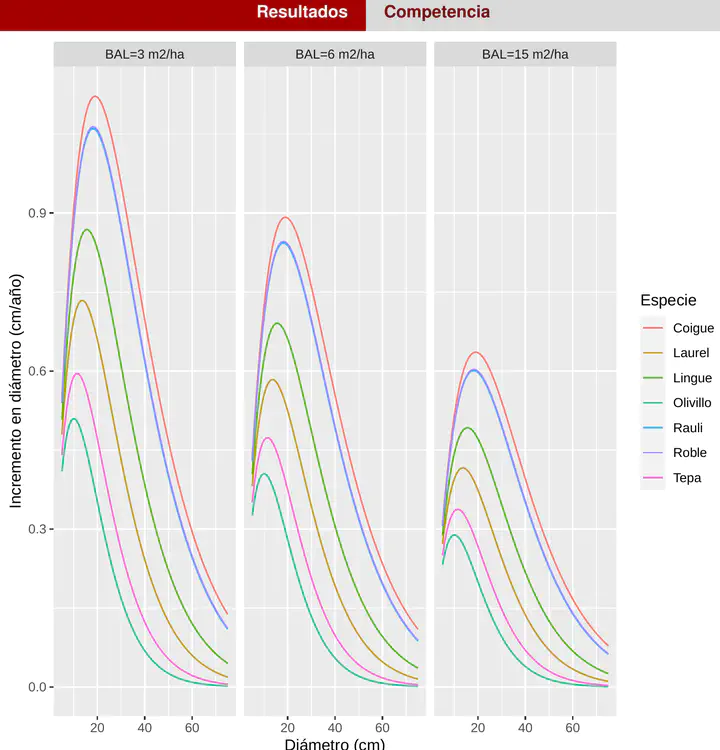 Resultados Competencia
BAL=3 m2/ha BAL=6 m2/ha BAL=15 m2/ha
Incremento en diámetro (cm/año)
0.9
0.6
0.3
0.0
20 40 60 20 40 60 20 40 60
Diámetro (cm)
Especie
Coigue
Laurel
Lingue
Olivillo
Rauli
Roble
Tepa